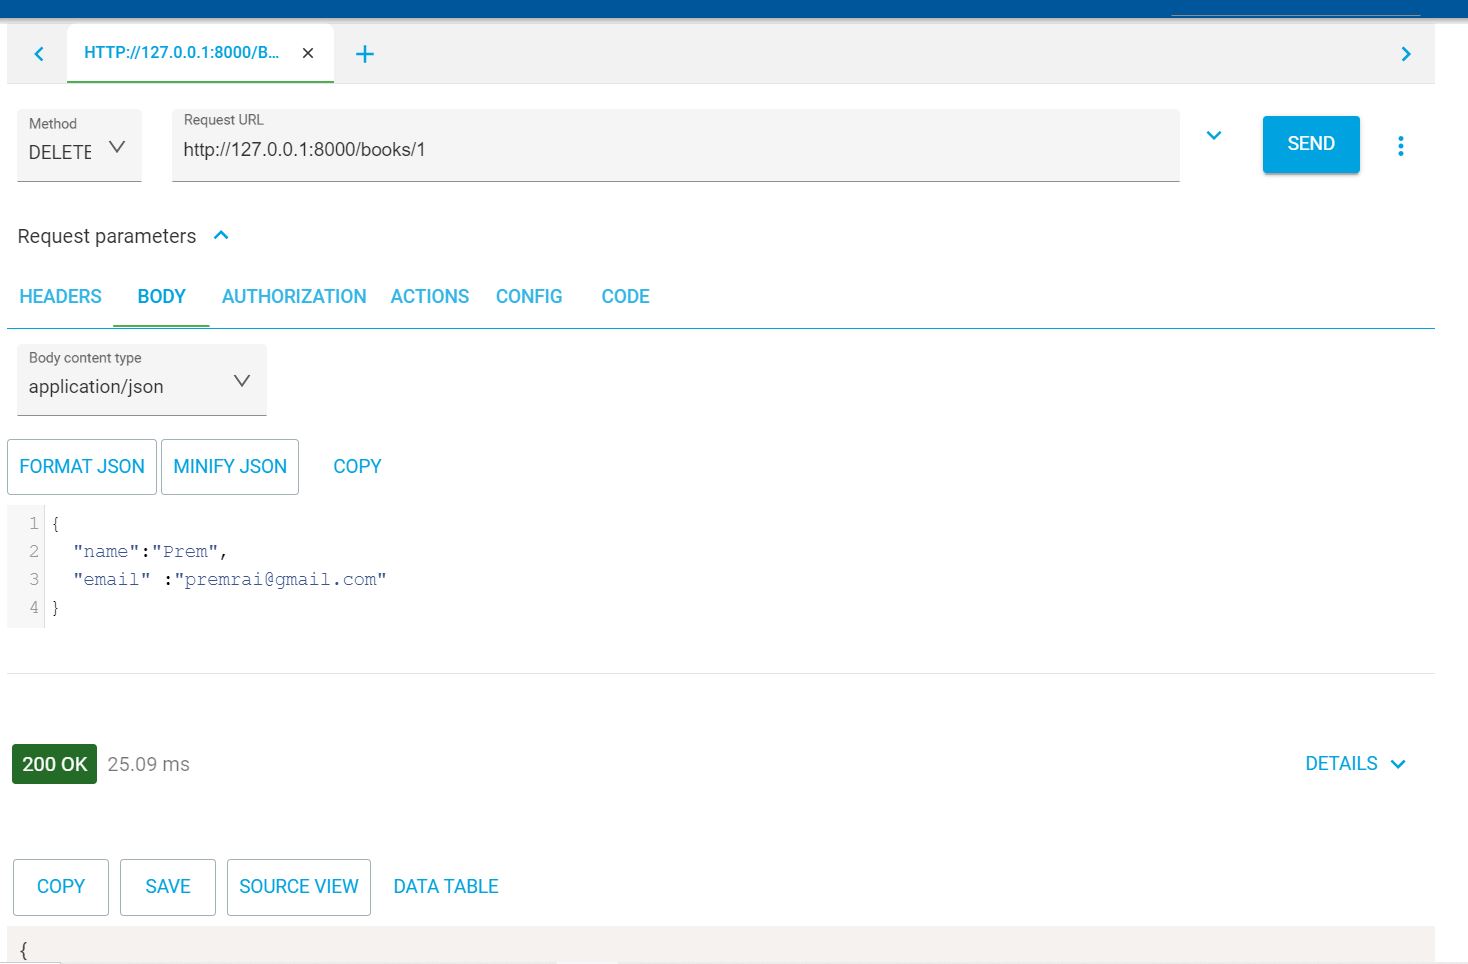 HTTP://127.0.0.1:8000/B...
Method
DELETE
Request URL
http://127.0.0.1:8000/books/1
SEND
Request parameters
HEADERS BODY AUTHORIZATION ACTIONS CONFIG CODE
Body content type
application/json
FORMAT JSON MINIFY JSON COPY
1 {
2 "name":"Prem",
3 "email" :"premrai@gmail.com"
4 }
200 OK 25.09 ms DETAILS
COPY SAVE SOURCE VIEW DATA TABLE
{